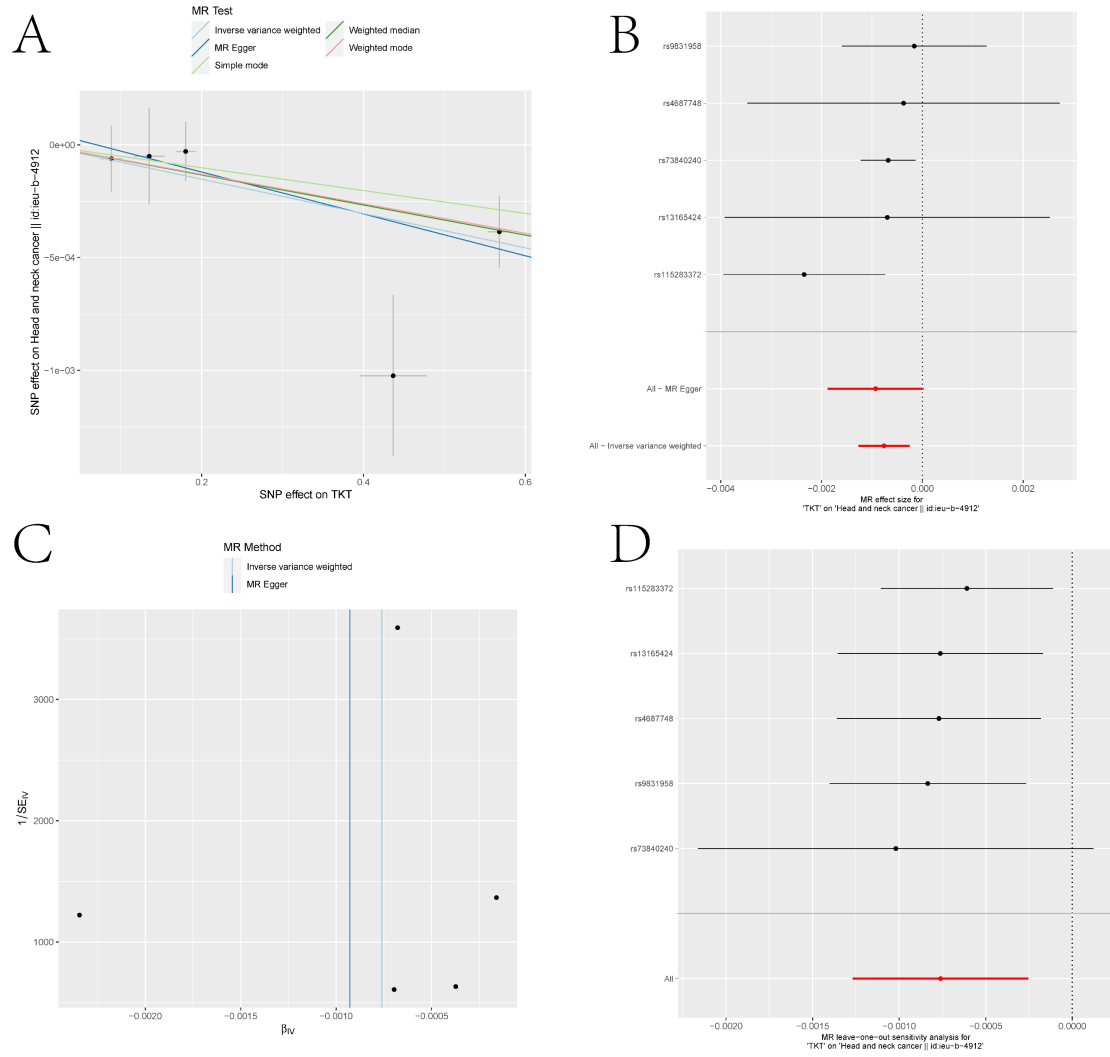 A
MR Test
Inverse variance weighted
MR Egger
Simple mode
Weighted median
Weighted mode
SNP effect on Head and neck cancer || id:ieu-b-4912
0e+00
−5e−04
−1e−03
0.2
0.4
0.6
SNP effect on TKT
B
rs9831958
rs4687748
rs73840240
rs13165424
rs115283372
All − MR Egger
All − Inverse variance weighted
−0.004
−0.002
0.000
0.002
MR effect size for
'TKT' on 'Head and neck cancer || id:ieu-b-4912'
C
MR Method
Inverse variance weighted
MR Egger
1/SEIV
3000
2000
1000
−0.0020
−0.0015
−0.0010
−0.0005
βIV
D
rs115283372
rs13165424
rs4687748
rs9831958
rs73840240
All
−0.0020
−0.0015
−0.0010
−0.0005
0.0000
MR leave−one−out sensitivity analysis for
'TKT' on 'Head and neck cancer || id:ieu-b-4912'